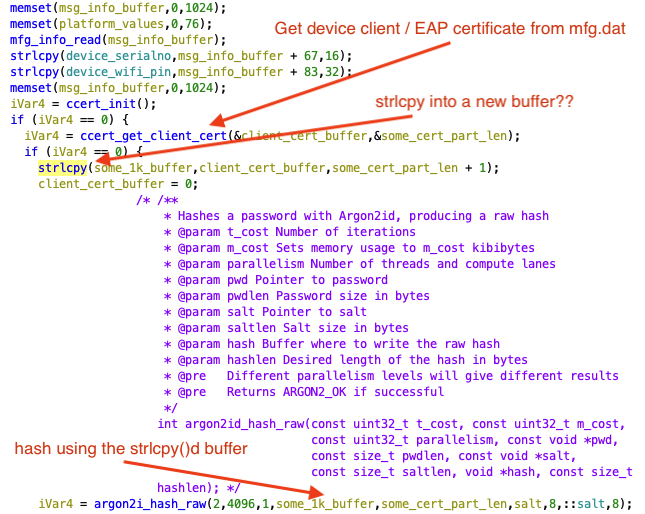 memset(msg_info_buffer,0,1024);
memset(platform_values,0,76);
mfg_info_read(msg_info_buffer);
Get device client / EAP certificate from mfg.dat
strlcpy(device_serialno,msg_info_buffer + 67,16);
strlcpy(device_wifi_pin,msg_info_buffer + 83,32);
memset(msg_info_buffer,0,1024);
iVar4 = ccert_init();
strlcpy into a new buffer??
if (iVar4 == 0) {
iVar4 = ccert_get_client_cert(&client_cert_buffer,&some_cert_part_len);
if (iVar4 == 0) {
strlcpy(some_1k_buffer,client_cert_buffer,some_cert_part_len + 1);
client_cert_buffer = 0;
/* /**
* Hashes a password with Argon2id, producing a raw hash
* @param t_cost Number of iterations
* @param m_cost Sets memory usage to m_cost kibibytes
* @param parallelism Number of threads and compute lanes
* @param pwd Pointer to password
* @param pwdlen Password size in bytes
* @param salt Pointer to salt
* @param saltlen Salt size in bytes
* @param hash Buffer where to write the raw hash
* @param hashlen Desired length of the hash in bytes
* @pre Different parallelism levels will give different results
* @pre Returns ARGON2_OK if successful
*/
int argon2id_hash_raw(const uint32_t t_cost, const uint32_t m_cost,
const uint32_t parallelism, const void *pwd,
const size_t pwdlen, const void *salt,
const size_t saltlen, void *hash, const size_t
hashlen); */
hash using the strlcpy()d buffer
iVar4 = argon2i_hash_raw(2,4096,1,some_1k_buffer,some_cert_part_len,salt,8,::salt,8);